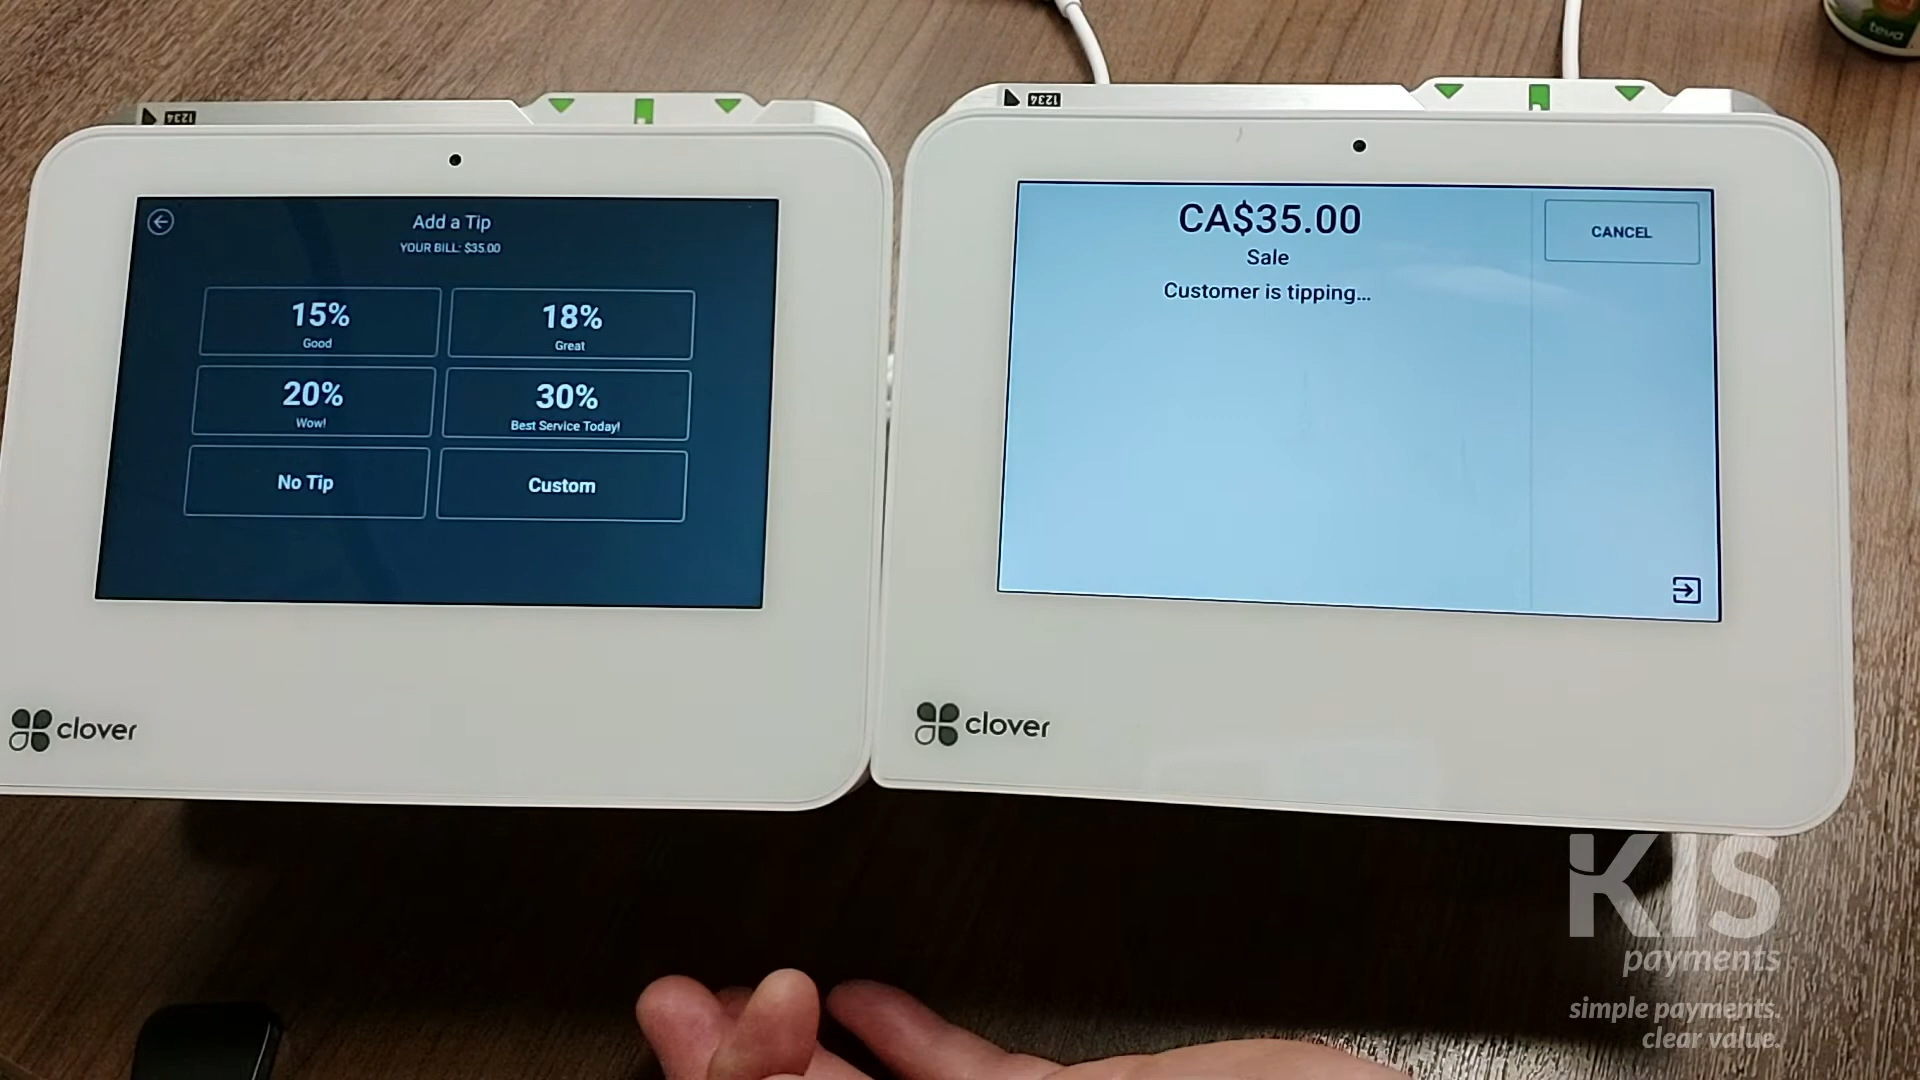 1234
Add a Tip
YOUR BILL: $35.00
15%
Good
18%
Great
20%
Wow!
30%
Best Service Today!
No Tip
Custom
clover
1234
CA$35.00
Sale
Customer is tipping...
CANCEL
clover
teva
KIS
payments
simple payments.
clear value.